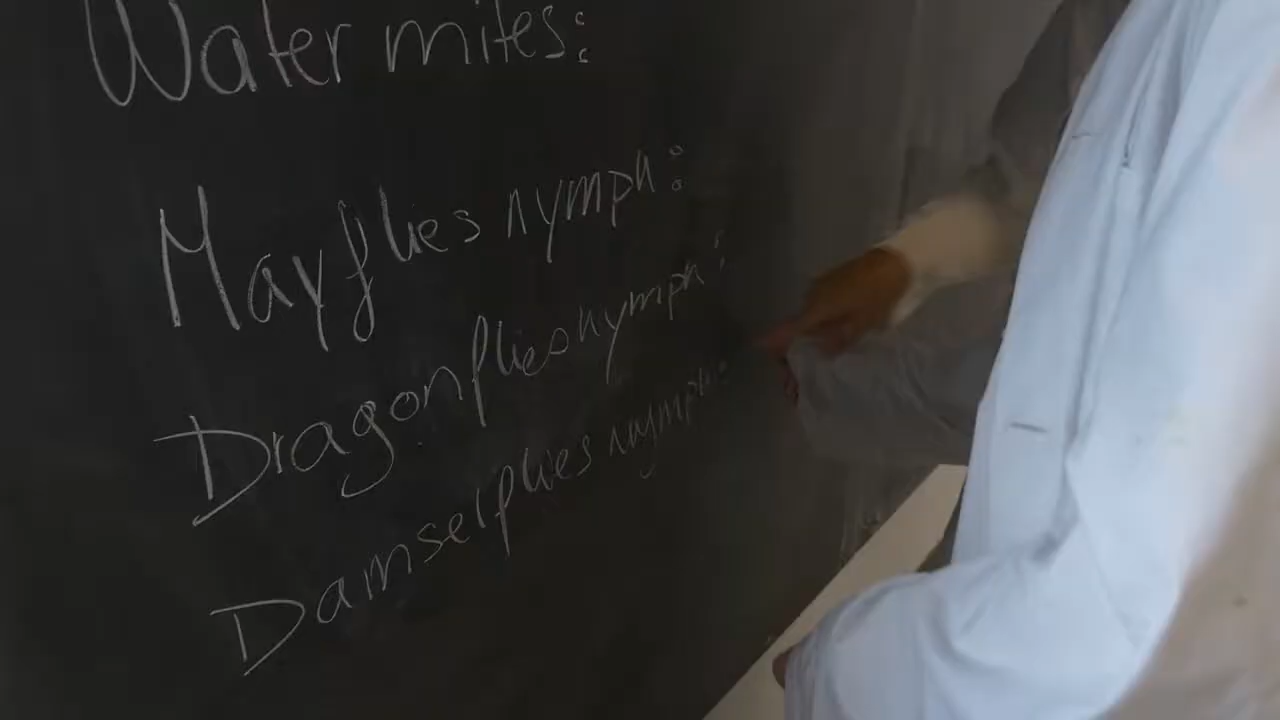 Water mites:
Mayflies nymph:
Dragonflies nymph:
Damselflies nymph: